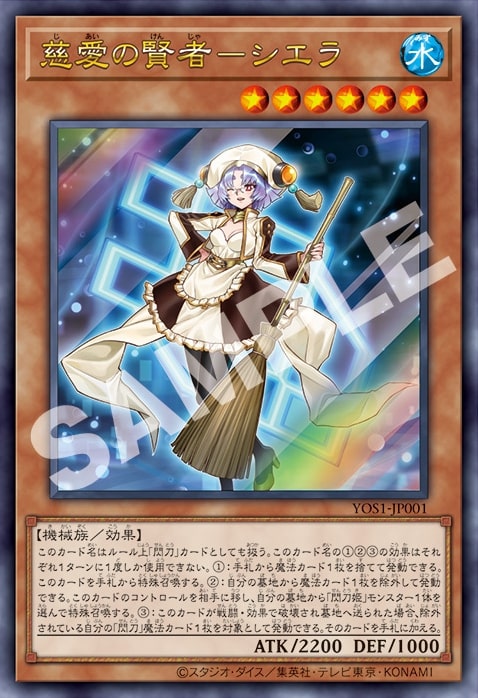 慈愛の賢者－シエラ
水
SAMPLE
YOS1-JP001
【機械族／効果】
このカード名はルール上「閃刀」カードとしても扱う。このカード名の①②③の効果はそれ
ぞれ1ターンに1度しか使用できない。①：手札から魔法カード1枚を捨てて発動できる。
このカードを手札から特殊召喚する。②：自分の墓地から魔法カード1枚を除外して発動
できる。このカードのコントロールを相手に移し、自分の墓地から「閃刀姫」モンスター1体を
選んで特殊召喚する。③：このカードが戦闘・効果で破壊され墓地へ送られた場合、除外
されている自分の「閃刀」魔法カード1枚を対象として発動できる。そのカードを手札に加える。
ATK/2200 DEF/1000
©スタジオ・ダイス／集英社・テレビ東京・KONAMI